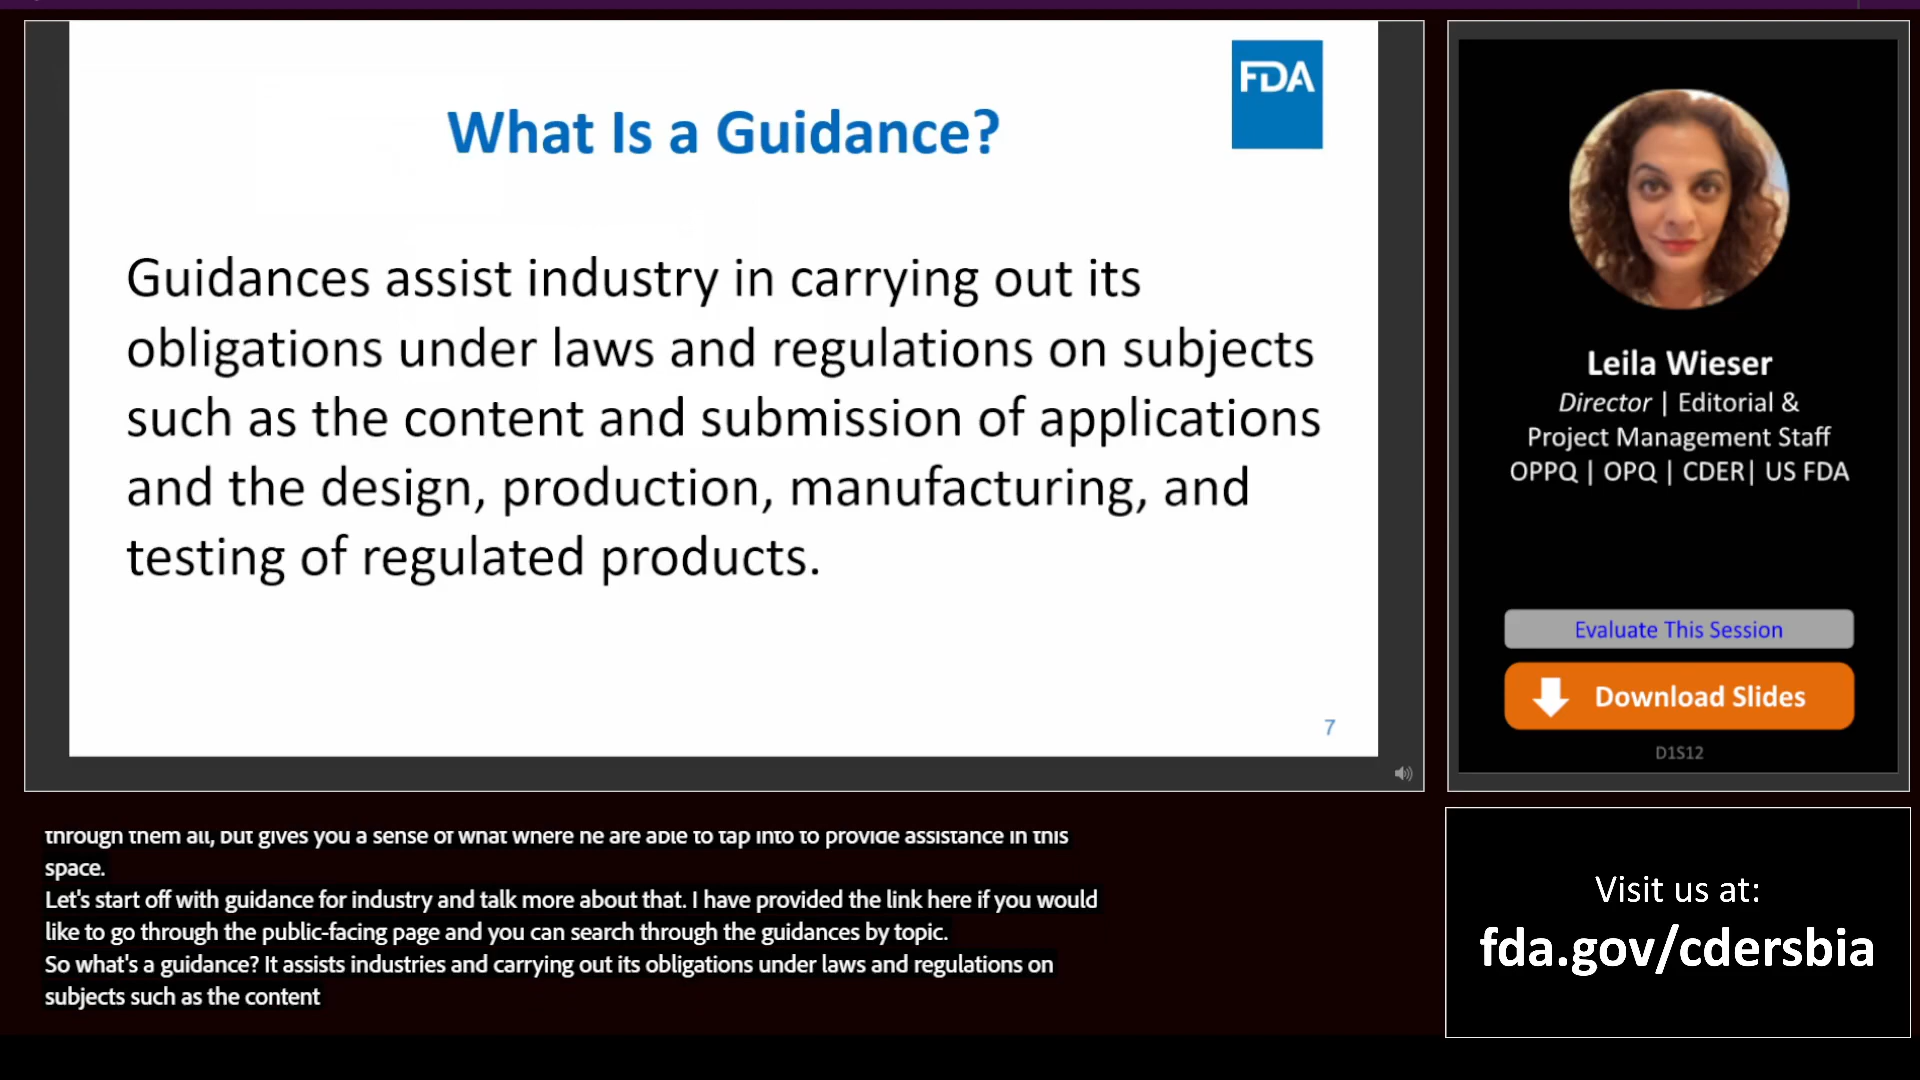 FDA
What Is a Guidance?
Guidances assist industry in carrying out its
obligations under laws and regulations on subjects
such as the content and submission of applications
and the design, production, manufacturing, and
testing of regulated products.
7
Leila Wieser
Director | Editorial &
Project Management Staff
OPPQ | OPQ | CDER| US FDA
Evaluate This Session
Download Slides
D1S12
through them all, but gives you a sense of what where he are able to tap into to provide assistance in this
space.
Let's start off with guidance for industry and talk more about that. I have provided the link here if you would
like to go through the public-facing page and you can search through the guidances by topic.
So what's a guidance? It assists industries and carrying out its obligations under laws and regulations on
subjects such as the content
Visit us at:
fda.gov/cdersbia